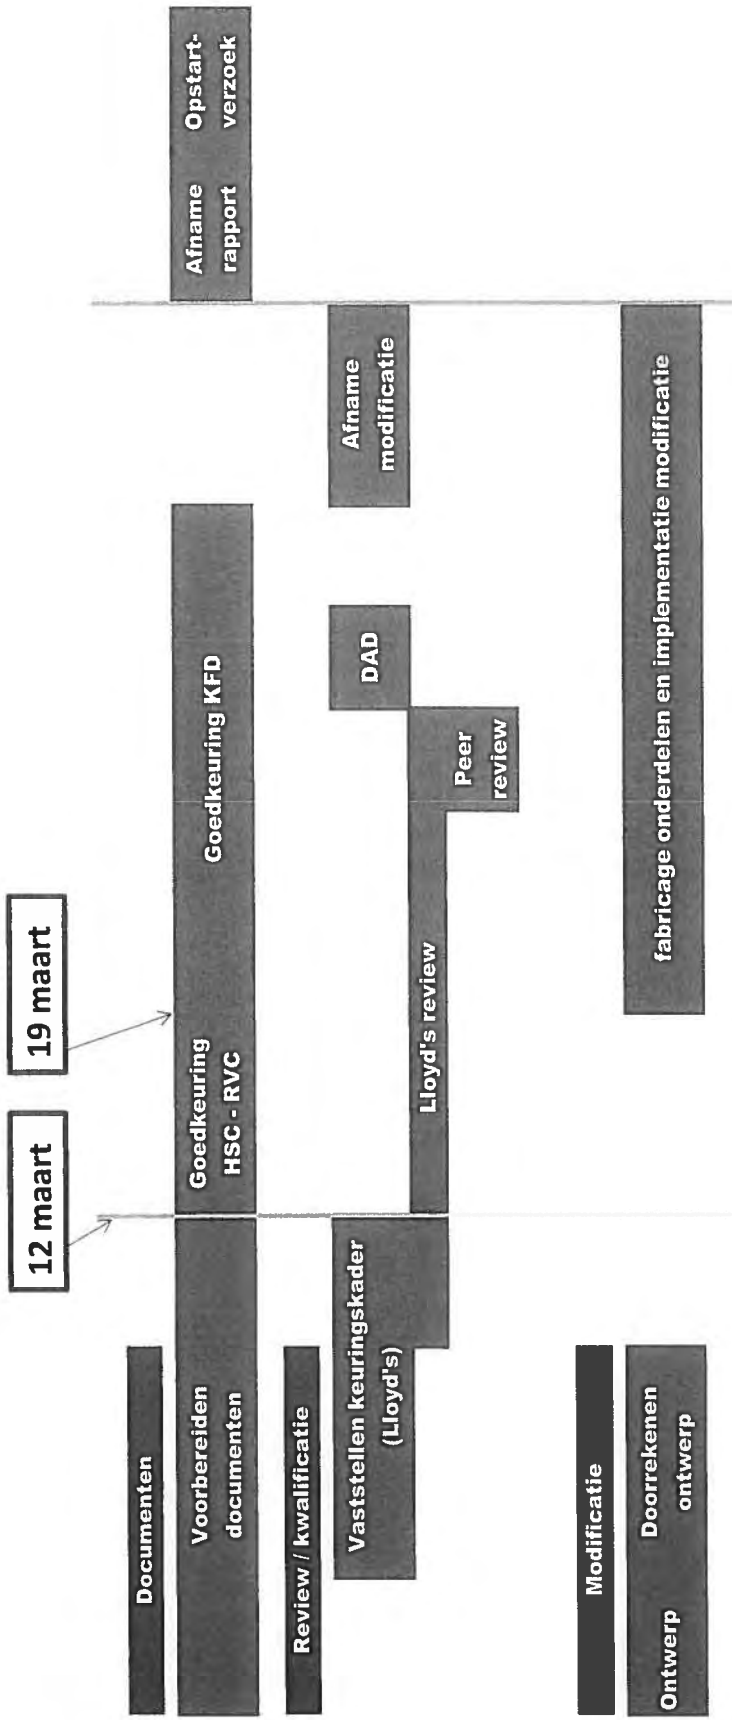 12 maart
19 maart
Documenten
Voorbereiden
documenten
Goedkeuring
HSC - RVC
Goedkeuring KFD
Afname
rapport
Opstart-
verzoek
Review / kwalificatie
Vaststellen keuringskader
(Lloyd's)
Lloyd's review
Peer
review
DAD
Afname
modificatie
Modificatie
Ontwerp
Doorrekenen
ontwerp
fabricage onderdelen en implementatie modificatie